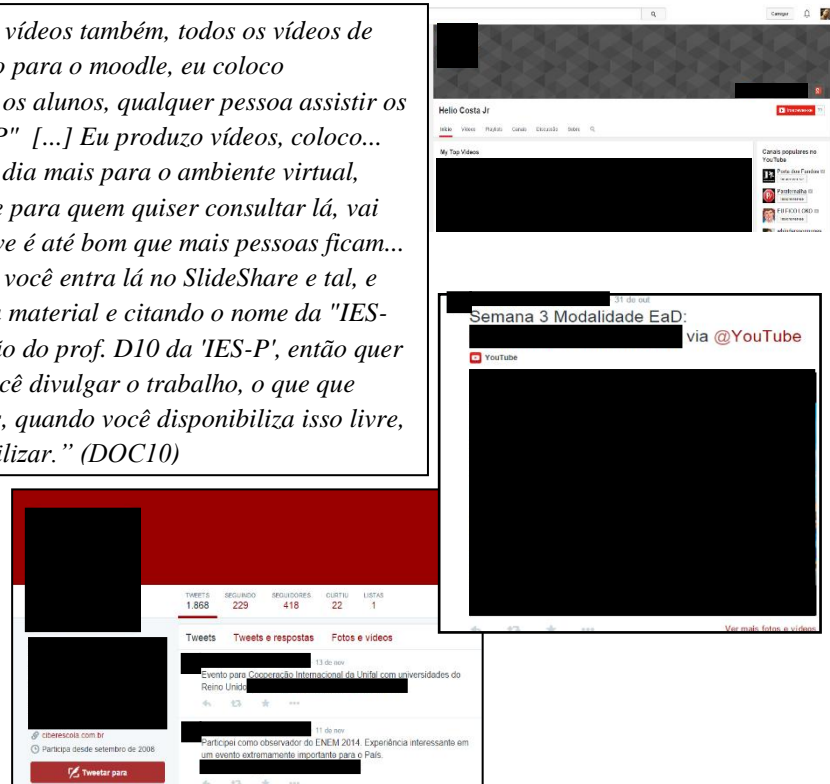 vídeos também, todos os vídeos de
o para o moodle, eu coloco
os alunos, qualquer pessoa assistir os
P" [...] Eu produzo vídeos, coloco...
dia mais para o ambiente virtual,
e para quem quiser consultar lá, vai
ve é até bom que mais pessoas ficam...
você entra lá no SlideShare e tal, e
material e citando o nome da "IES-
ão do prof. D10 da 'IES-P', então quer
cê divulgar o trabalho, o que que
, quando você disponibiliza isso livre,
ilizar." (DOC10)
Helio Costa Jr
Início Vídeos Playlists Canais Discussão Sobre
My Top Videos
Canais populares no
YouTube
Porta dos Fundos
Parafernalha
31 de out
Semana 3 Modalidade EaD:
via @YouTube
YouTube
Ver mais fotos e vídeos
TWEETS SEGUINDO SEGUIDORES CURTIU LISTAS
1.868 229 418 22 1
Tweets Tweets e respostas Fotos e vídeos
13 de nov
Evento para Cooperação Internacional da Unifal com universidades do
Reino Unido
11 de nov
Participei como observador do ENEM 2014. Experiência interessante em
um evento extremamente importante para o País.
ciberescola.com.br
Participa desde setembro de 2008
Tweetar para